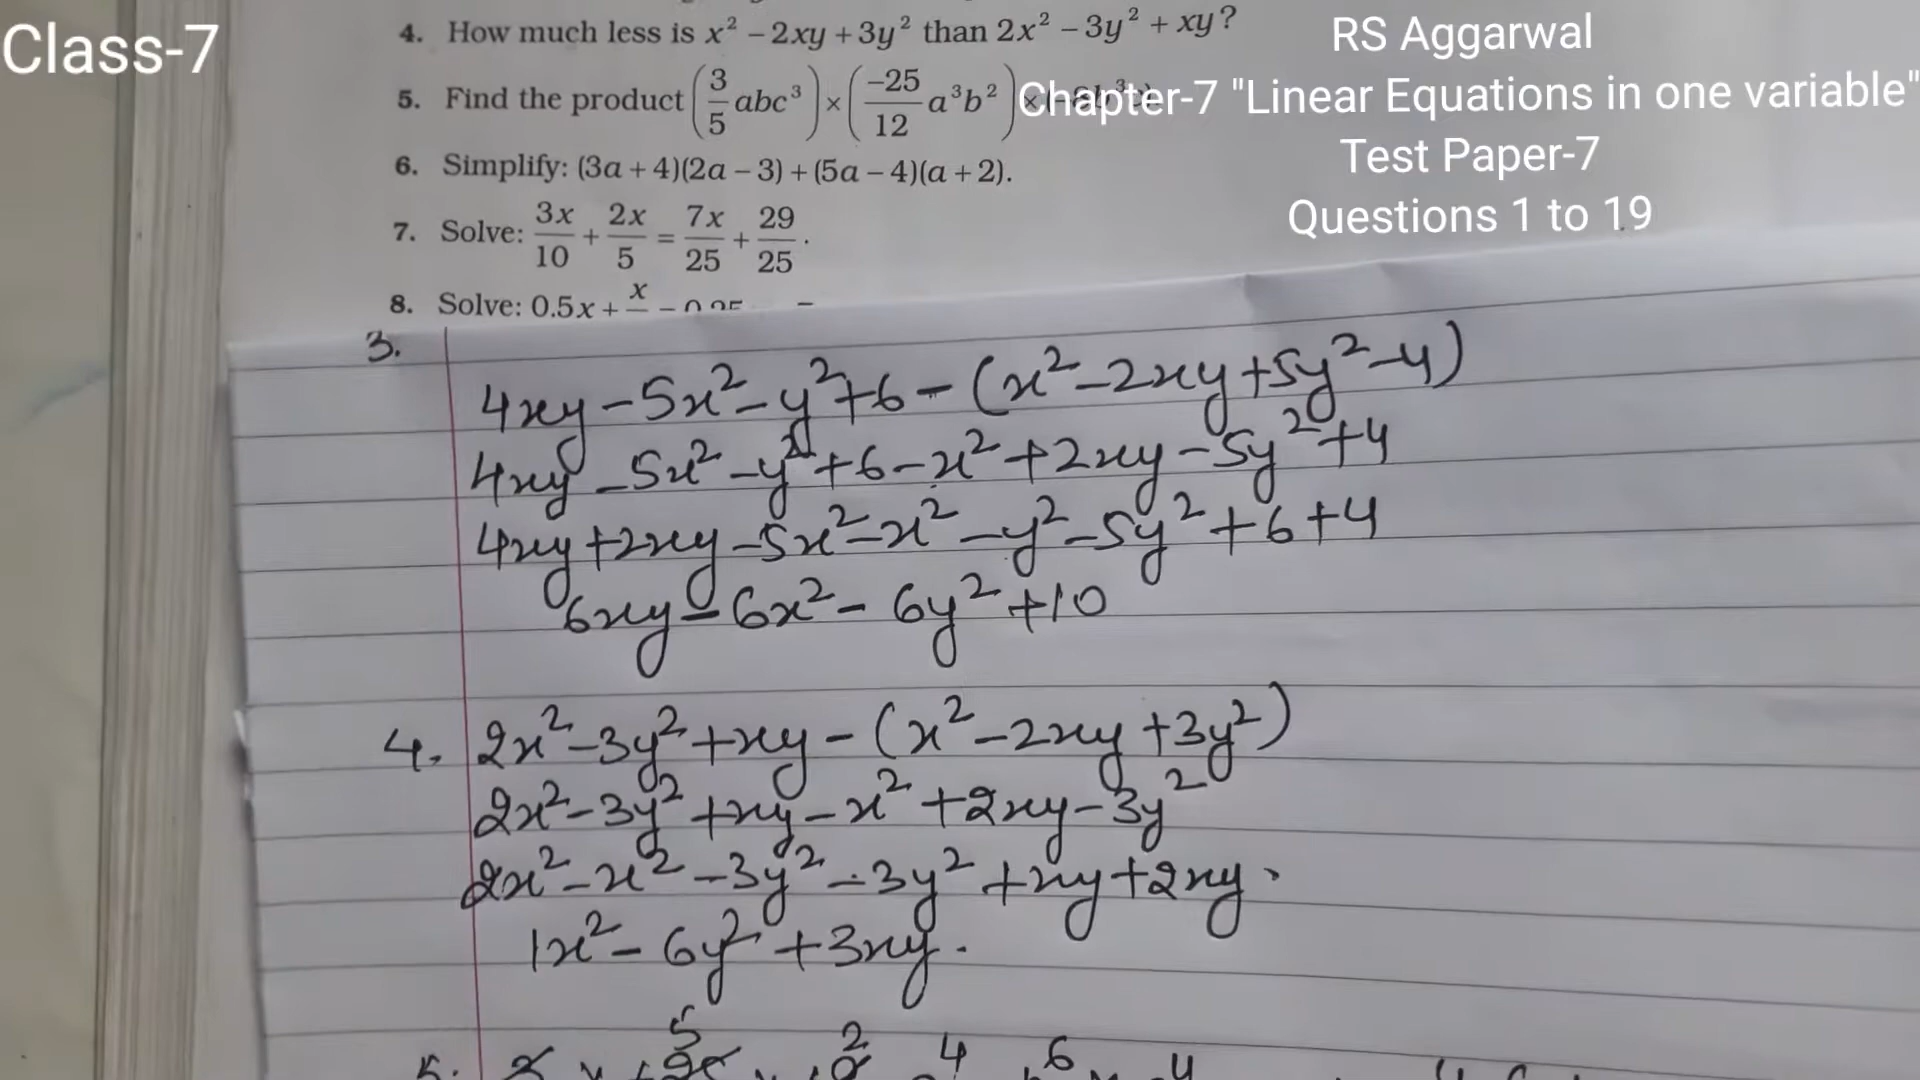 Class-7
RS Aggarwal
Chapter-7 "Linear Equations in one variable"
Test Paper-7
Questions 1 to 19
4. How much less is x² – 2xy + 3y² than 2x² – 3y² + xy?
5. Find the product (3/5 abc³) × (–25/12 a³b²) ×
6. Simplify: (3a + 4)(2a – 3) + (5a – 4)(a + 2).
7. Solve: 3x/10 + 2x/5 = 7x/25 + 29/25.
8. Solve: 0.5x + x
3.
4xy – 5x² – y² + 6 – (x² – 2xy + 5y² – 4)
4xy – 5x² – y² + 6 – x² + 2xy – 5y² + 4
4xy + 2xy – 5x² – x² – y² – 5y² + 6 + 4
6xy – 6x² – 6y² + 10
4. 2x² – 3y² + xy – (x² – 2xy + 3y²)
2x² – 3y² + xy – x² + 2xy – 3y²
2x² – x² – 3y² – 3y² + xy + 2xy.
1x² – 6y² + 3xy.
5.